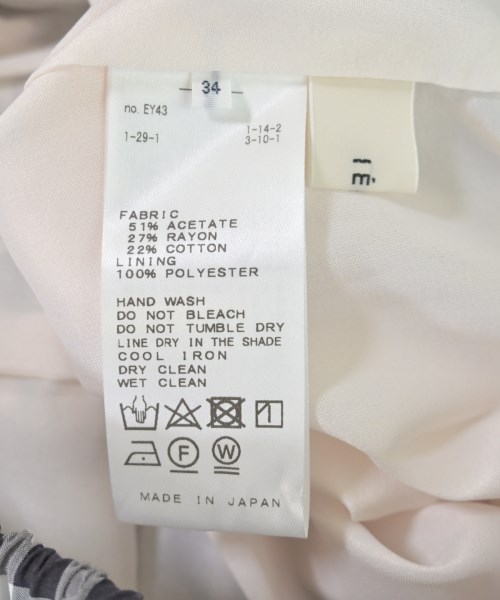 34
no. EY43
1-29-1
1-14-2
3-10-1
FABRIC
51% ACETATE
27% RAYON
22% COTTON
LINING
100% POLYESTER
HAND WASH
DO NOT BLEACH
DO NOT TUMBLE DRY
LINE DRY IN THE SHADE
COOL IRON
DRY CLEAN
WET CLEAN
F
W
MADE IN JAPAN